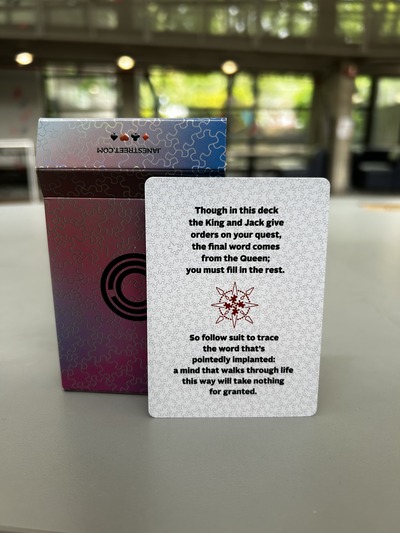 JANESTREET.COM
Though in this deck
the King and Jack give
orders on your quest,
the final word comes
from the Queen;
you must fill in the rest.
So follow suit to trace
the word that's
pointedly implanted:
a mind that walks through life
this way will take nothing
for granted.